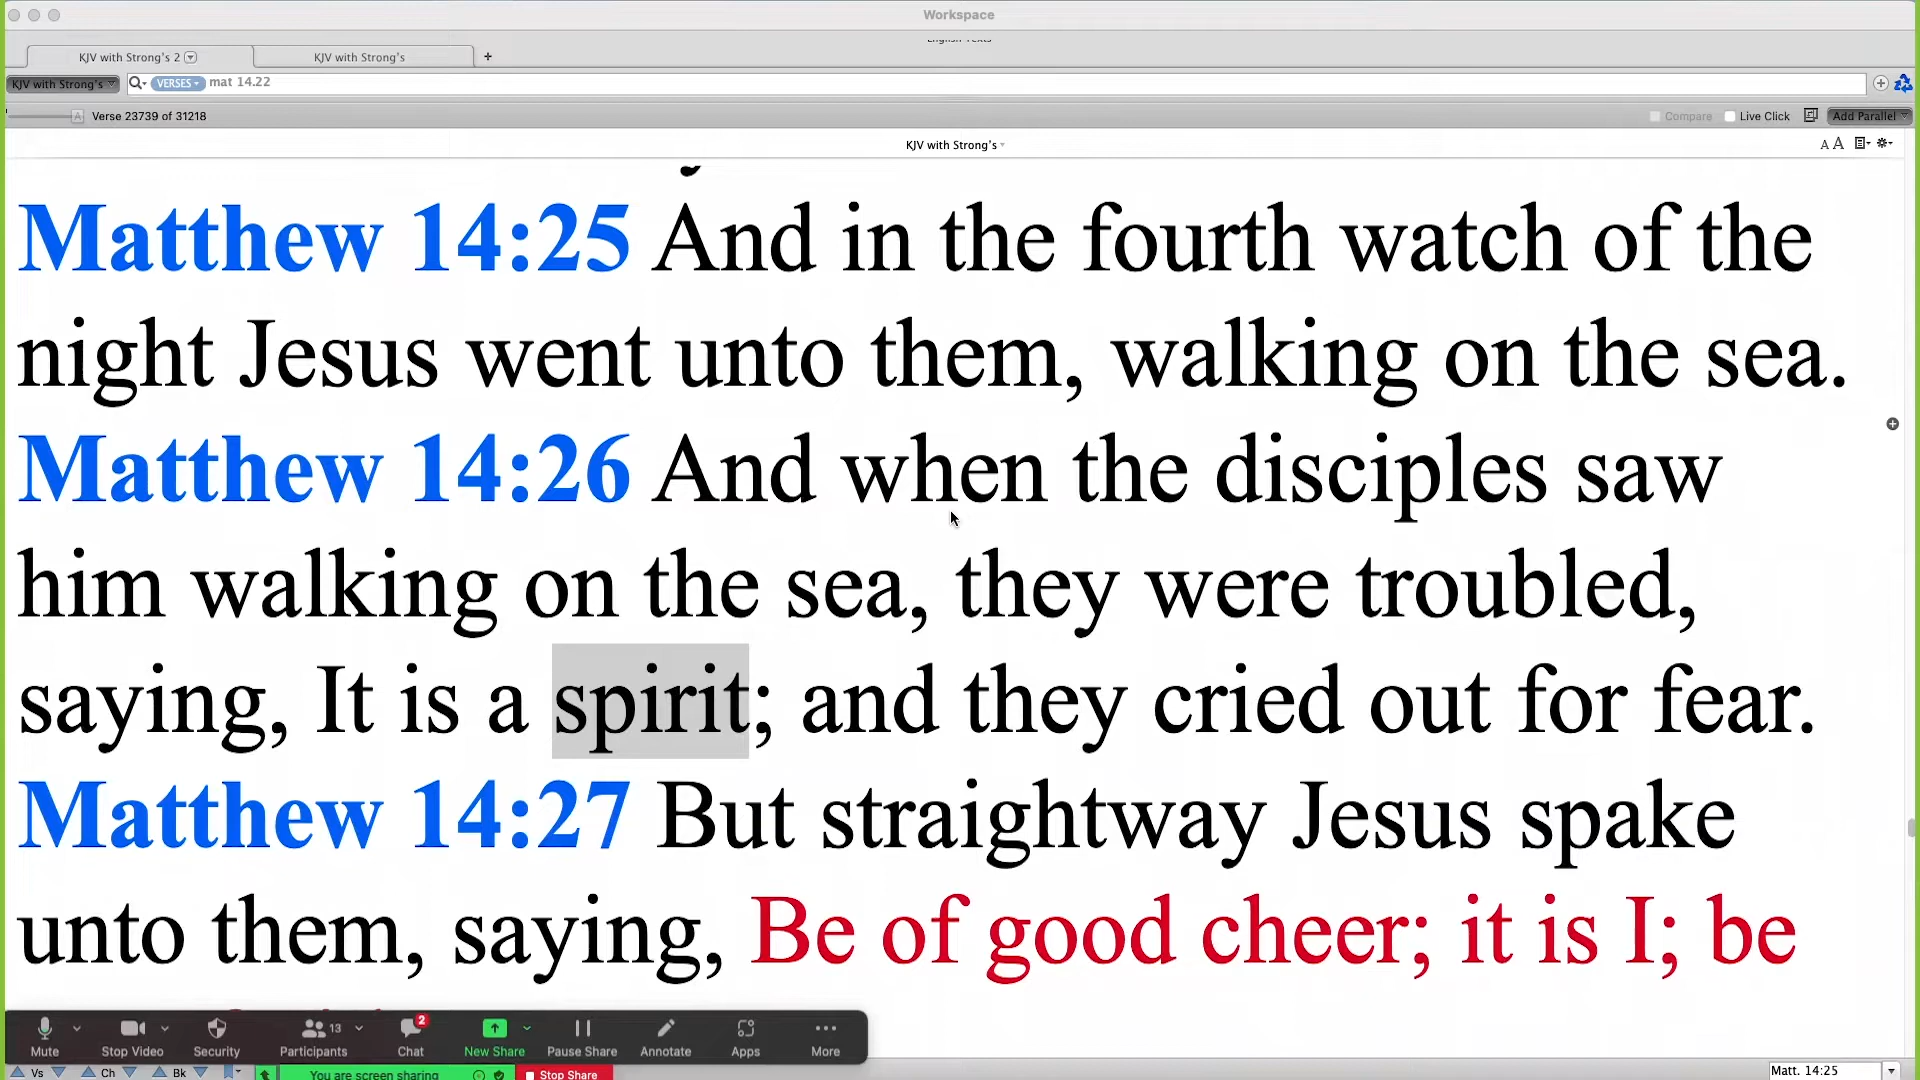 Workspace
English Texts
KJV with Strong's 2
KJV with Strong's
+
KJV with Strong's
VERSES
mat 14.22
A
Verse 23739 of 31218
Compare
Live Click
Add Parallel
KJV with Strong's
A A
Matthew 14:25 And in the fourth watch of the
night Jesus went unto them, walking on the sea.
Matthew 14:26 And when the disciples saw
him walking on the sea, they were troubled,
saying, It is a spirit; and they cried out for fear.
Matthew 14:27 But straightway Jesus spake
unto them, saying, Be of good cheer; it is I; be
13
2
Mute
Stop Video
Security
Participants
Chat
New Share
Pause Share
Annotate
Apps
More
Vs
Ch
Bk
You are screen sharing
Stop Share
Matt. 14:25